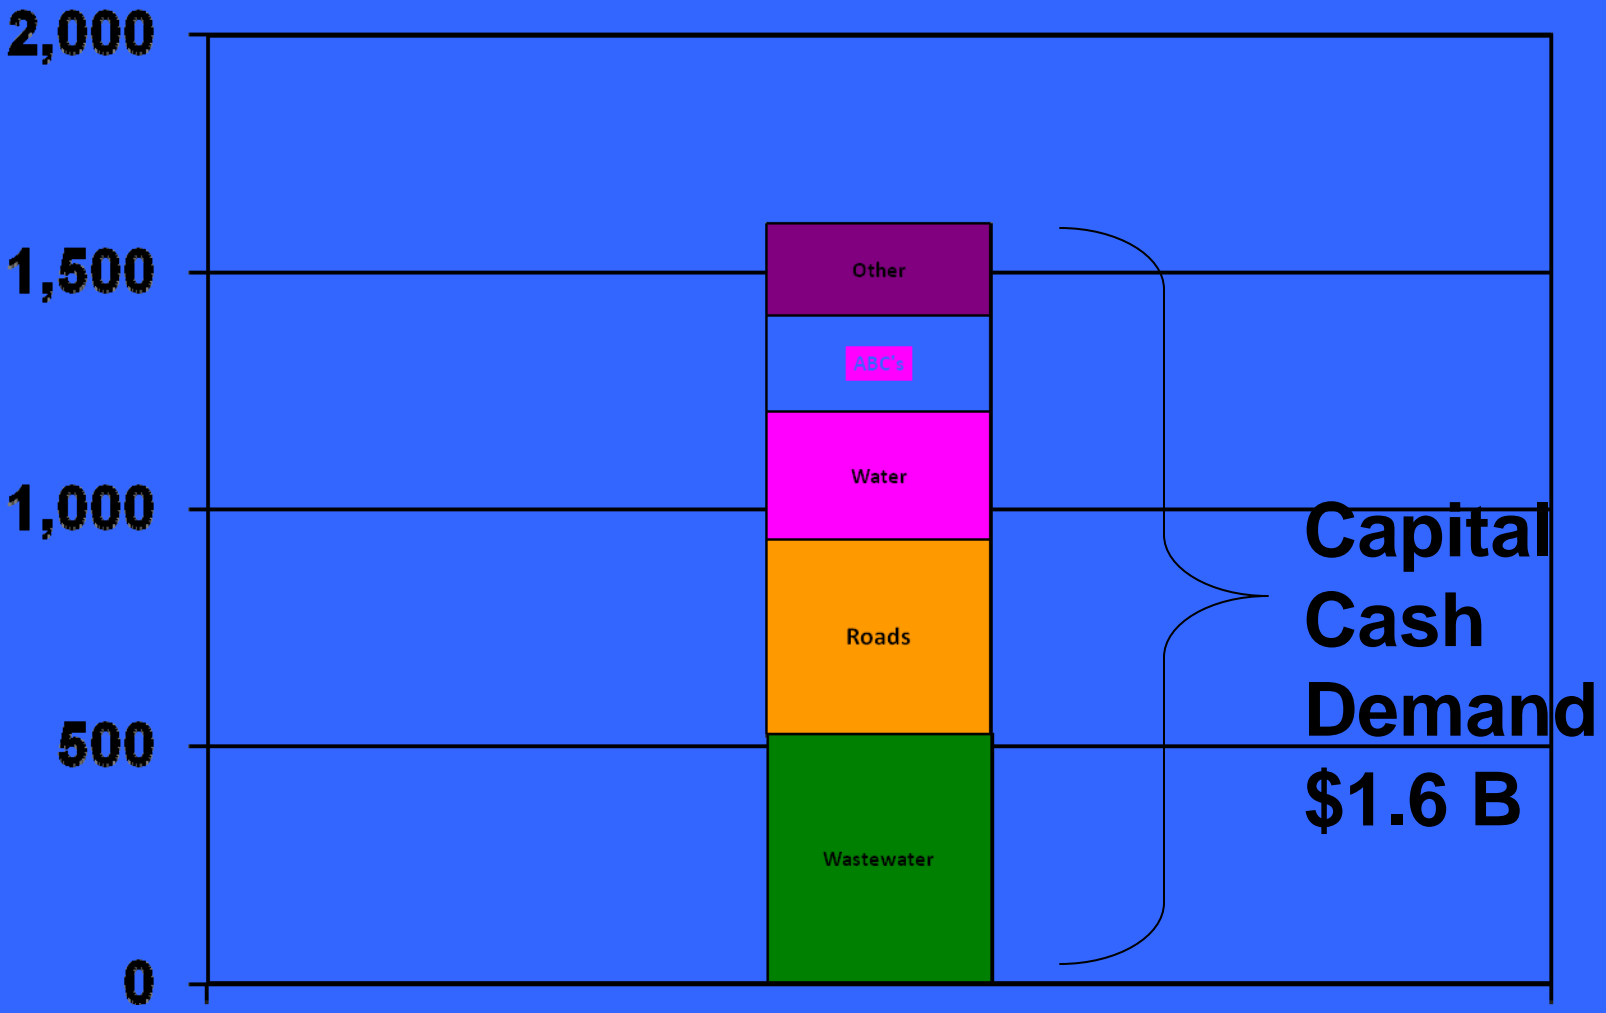 2,000
1,500
1,000
500
0
Other
ABC's
Water
Roads
Wastewater
Capital
Cash
Demand
$1.6 B